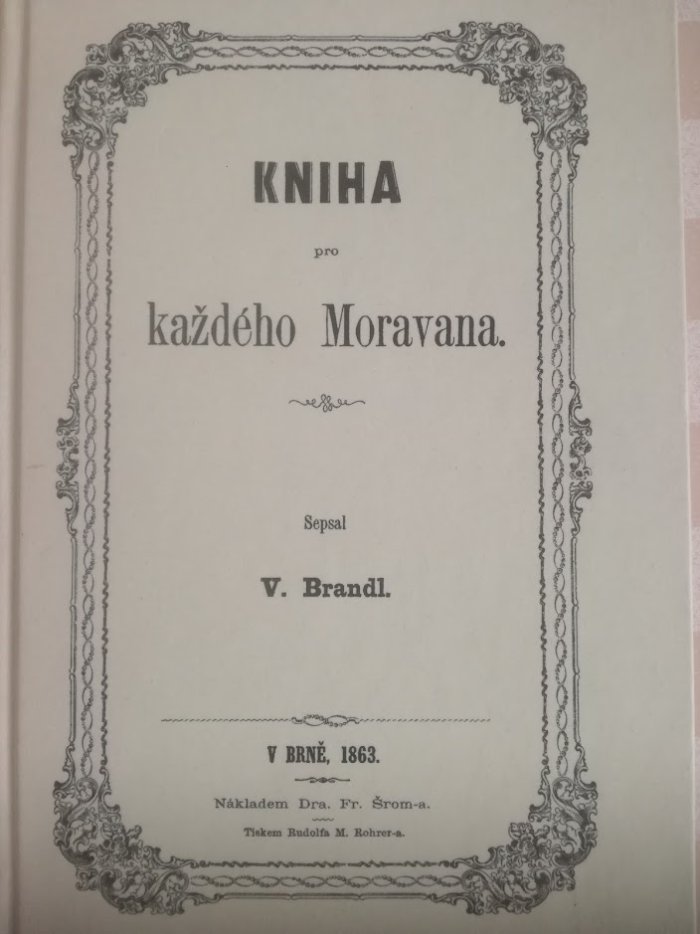 KNIHA
pro
každého Moravana.
Sepsal
V. Brandl.
V BRNĚ, 1863.
Nákladem Dra. Fr. Šrom-a.
Tiskem Rudolfa M. Rohrer-a.